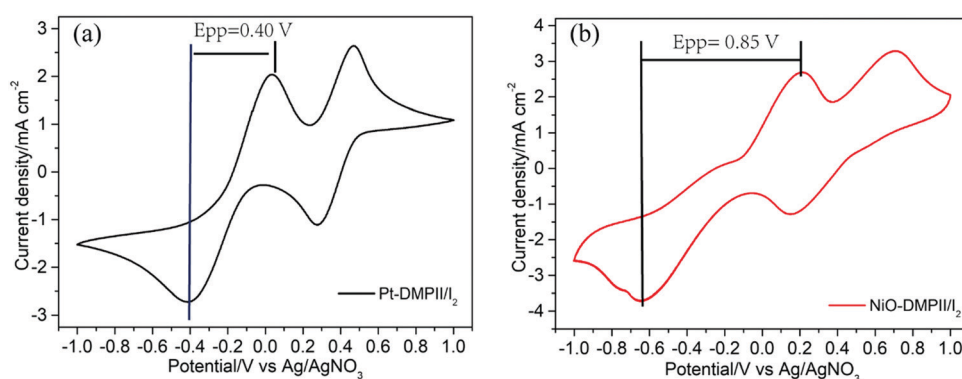 (a)
Epp=0.40 V
3
2
1
0
-1
-2
-3
Current density/mA cm-2
Pt-DMPII/I2
-1.0 -0.8 -0.6 -0.4 -0.2 0.0 0.2 0.4 0.6 0.8 1.0
Potential/V vs Ag/AgNO3
(b)
Epp= 0.85 V
4
3
2
1
0
-1
-2
-3
-4
Current density/mA cm-2
NiO-DMPII/I2
-1.0 -0.8 -0.6 -0.4 -0.2 0.0 0.2 0.4 0.6 0.8 1.0
Potential/V vs Ag/AgNO3